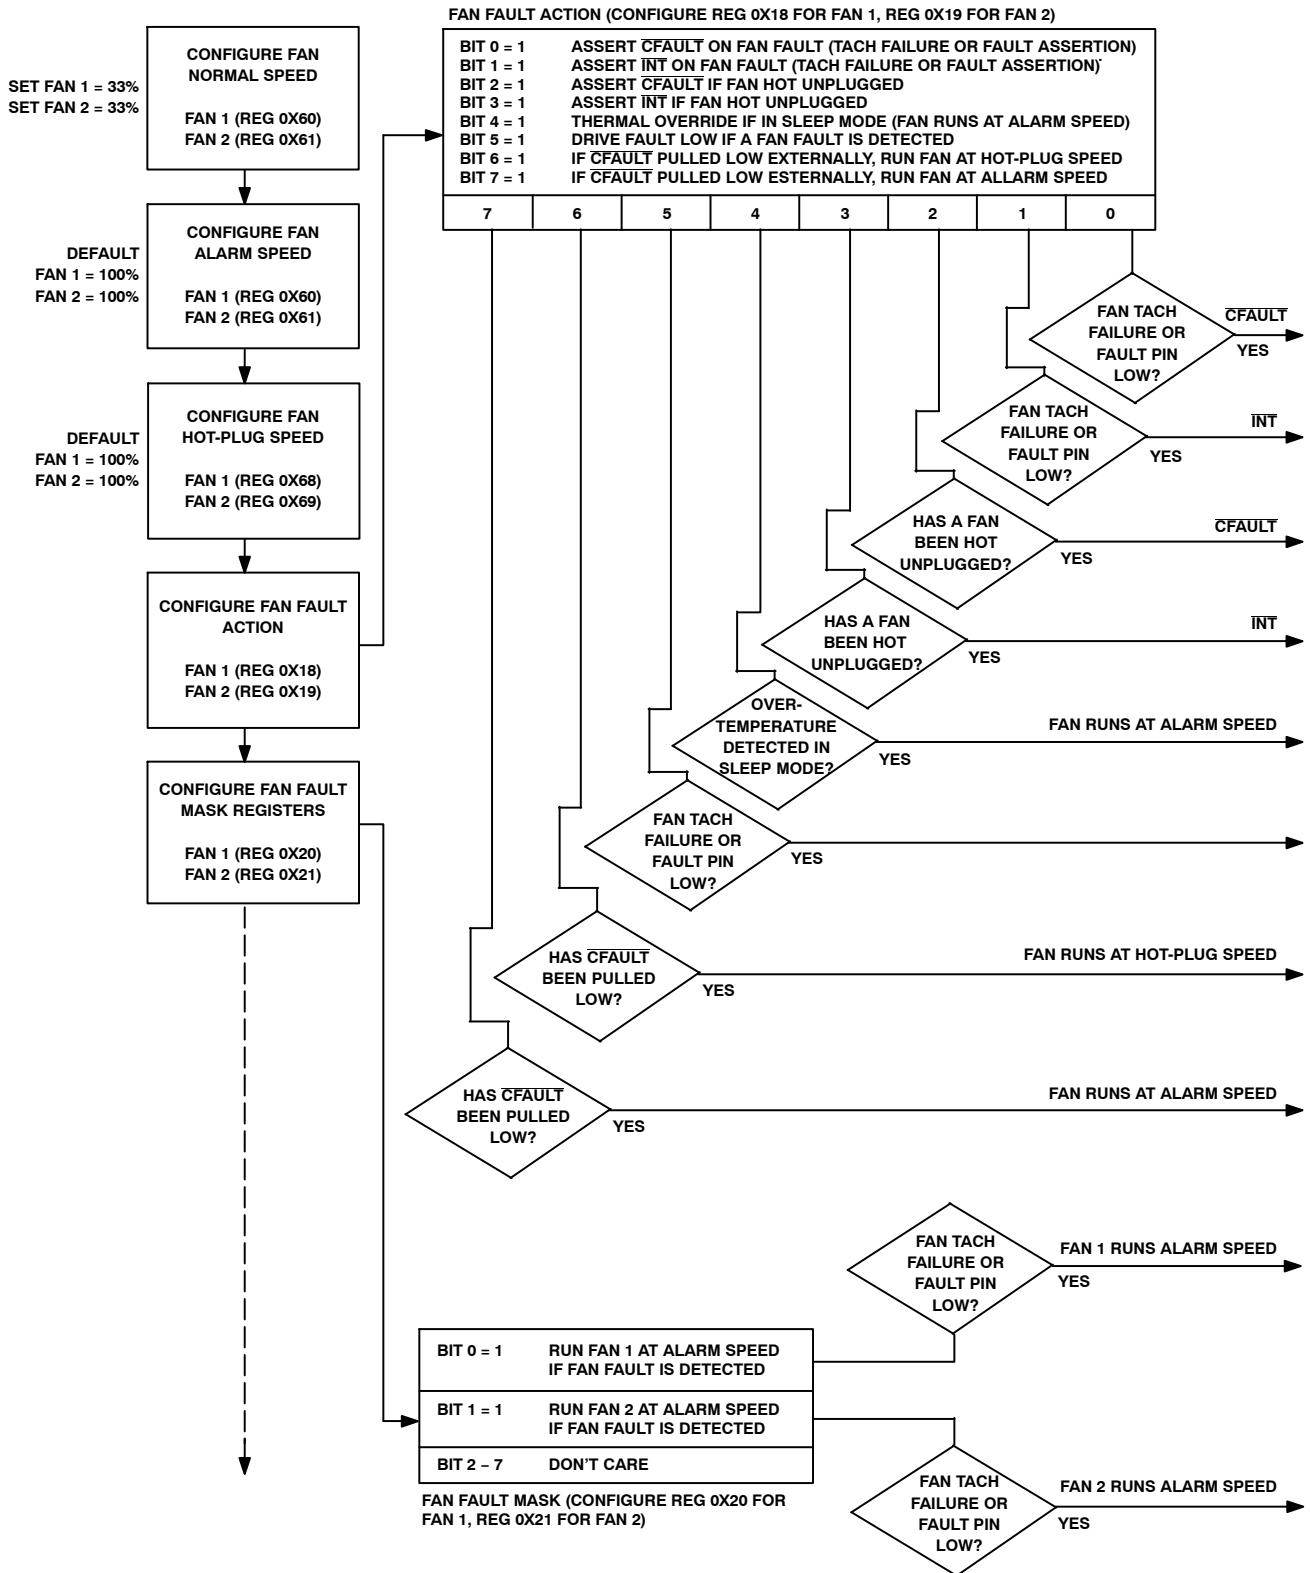 FAN FAULT ACTION (CONFIGURE REG 0X18 FOR FAN 1, REG 0X19 FOR FAN 2)
BIT 0 = 1 ASSERT CFAULT ON FAN FAULT (TACH FAILURE OR FAULT ASSERTION)
BIT 1 = 1 ASSERT INT ON FAN FAULT (TACH FAILURE OR FAULT ASSERTION)
BIT 2 = 1 ASSERT CFAULT IF FAN HOT UNPLUGGED
BIT 3 = 1 ASSERT INT IF FAN HOT UNPLUGGED
BIT 4 = 1 THERMAL OVERRIDE IF IN SLEEP MODE (FAN RUNS AT ALARM SPEED)
BIT 5 = 1 DRIVE FAULT LOW IF A FAN FAULT IS DETECTED
BIT 6 = 1 IF CFAULT PULLED LOW EXTERNALLY, RUN FAN AT HOT-PLUG SPEED
BIT 7 = 1 IF CFAULT PULLED LOW ESTERNALLY, RUN FAN AT ALLARM SPEED
7 6 5 4 3 2 1 0
SET FAN 1 = 33%
SET FAN 2 = 33%
CONFIGURE FAN
NORMAL SPEED
FAN 1 (REG 0X60)
FAN 2 (REG 0X61)
DEFAULT
FAN 1 = 100%
FAN 2 = 100%
CONFIGURE FAN
ALARM SPEED
FAN 1 (REG 0X60)
FAN 2 (REG 0X61)
DEFAULT
FAN 1 = 100%
FAN 2 = 100%
CONFIGURE FAN
HOT-PLUG SPEED
FAN 1 (REG 0X68)
FAN 2 (REG 0X69)
CONFIGURE FAN FAULT
ACTION
FAN 1 (REG 0X18)
FAN 2 (REG 0X19)
CONFIGURE FAN FAULT
MASK REGISTERS
FAN 1 (REG 0X20)
FAN 2 (REG 0X21)
FAN TACH
FAILURE OR
FAULT PIN
LOW?
CFAULT
YES
FAN TACH
FAILURE OR
FAULT PIN
LOW?
INT
YES
HAS A FAN
BEEN HOT
UNPLUGGED?
CFAULT
YES
HAS A FAN
BEEN HOT
UNPLUGGED?
INT
YES
OVER-
TEMPERATURE
DETECTED IN
SLEEP MODE?
FAN RUNS AT ALARM SPEED
YES
FAN TACH
FAILURE OR
FAULT PIN
LOW?
YES
HAS CFAULT
BEEN PULLED
LOW?
FAN RUNS AT HOT-PLUG SPEED
YES
HAS CFAULT
BEEN PULLED
LOW?
FAN RUNS AT ALARM SPEED
YES
FAN TACH
FAILURE OR
FAULT PIN
LOW?
FAN 1 RUNS ALARM SPEED
YES
BIT 0 = 1 RUN FAN 1 AT ALARM SPEED
IF FAN FAULT IS DETECTED
BIT 1 = 1 RUN FAN 2 AT ALARM SPEED
IF FAN FAULT IS DETECTED
BIT 2 – 7 DON'T CARE
FAN FAULT MASK (CONFIGURE REG 0X20 FOR
FAN 1, REG 0X21 FOR FAN 2)
FAN TACH
FAILURE OR
FAULT PIN
LOW?
FAN 2 RUNS ALARM SPEED
YES